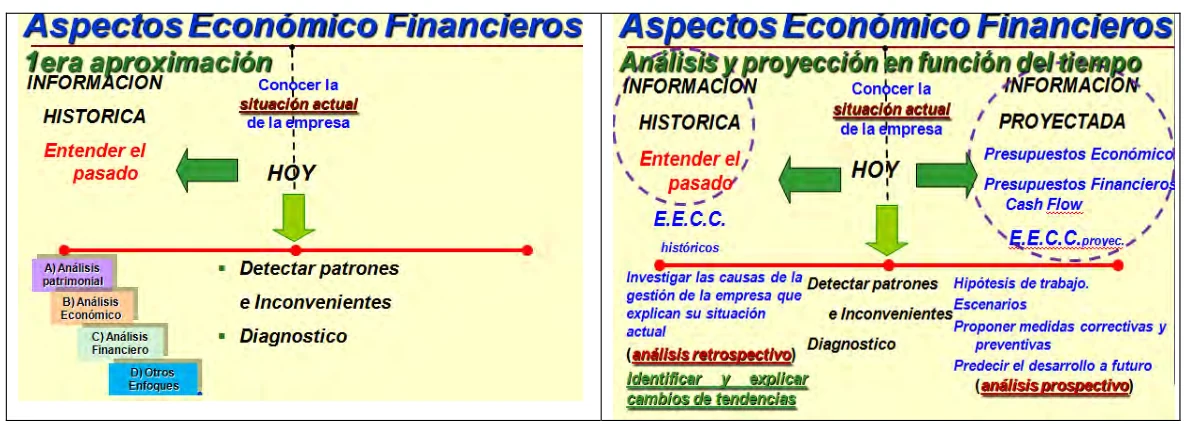 Aspectos Económico Financieros
1era aproximación
INFORMACION
HISTORICA
Entender el
pasado
Conocer la
situación actual
de la empresa
HOY
A) Análisis
patrimonial
B) Análisis
Económico
C) Análisis
Financiero
D) Otros
Enfoques
Detectar patrones
e Inconvenientes
Diagnostico
Aspectos Económico Financieros
Análisis y proyección en función del tiempo
INFORMACION
HISTORICA
Entender el
pasado
E.E.C.C.
históricos
Conocer la
situación actual
de la empresa
HOY
INFORMACION
PROYECTADA
Presupuestos Económico
Presupuestos Financieros
Cash Flow
E.E.C.C.proyec.
Investigar las causas de la
gestión de la empresa que
explican su situación
actual
(análisis retrospectivo)
Identificar y explicar
cambios de tendencias
Detectar patrones
e Inconvenientes
Diagnostico
Hipótesis de trabajo.
Escenarios
Proponer medidas correctivas y
preventivas
Predecir el desarrollo a futuro
(análisis prospectivo)